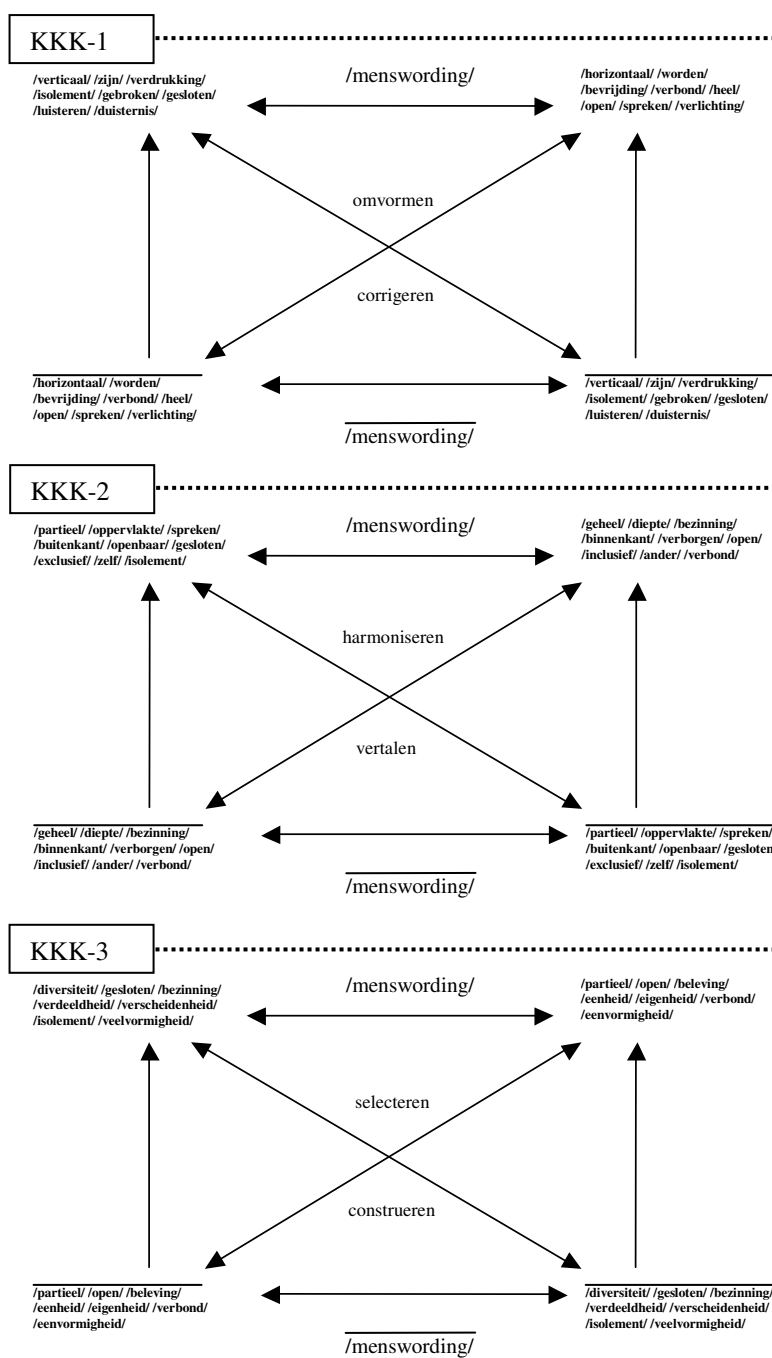 KKK-1
/verticaal/ /zijn/ /verdrukking/
/isolement/ /gebroken/ /gesloten/
/luisteren/ /duisternis/
/menswording/
/horizontaal/ /worden/
/bevrijding/ /verbond/ /heel/
/open/ /spreken/ /verlichting/
omvormen
corrigeren
/horizontaal/ /worden/
/bevrijding/ /verbond/ /heel/
/open/ /spreken/ /verlichting/
/verticaal/ /zijn/ /verdrukking/
/isolement/ /gebroken/ /gesloten/
/luisteren/ /duisternis/
/menswording/
KKK-2
/partieel/ /oppervlakte/ /spreken/
/buitenkant/ /openbaar/ /gesloten/
/exclusief/ /zelf/ /isolement/
/menswording/
/geheel/ /diepte/ /bezinning/
/binnenkant/ /verborgen/ /open/
/inclusief/ /ander/ /verbond/
harmoniseren
vertalen
/geheel/ /diepte/ /bezinning/
/binnenkant/ /verborgen/ /open/
/inclusief/ /ander/ /verbond/
/partieel/ /oppervlakte/ /spreken/
/buitenkant/ /openbaar/ /gesloten
/exclusief/ /zelf/ /isolement/
/menswording/
KKK-3
/diversiteit/ /gesloten/ /bezinning/
/verdeeldheid/ /verscheidenheid/
/isolement/ /veelvormigheid/
/menswording/
/partieel/ /open/ /beleving/
/eenheid/ /eigenheid/ /verbond/
/eenvormigheid/
selecteren
construeren
/partieel/ /open/ /beleving/
/eenheid/ /eigenheid/ /verbond/
/eenvormigheid/
/diversiteit/ /gesloten/ /bezinning/
/verdeeldheid/ /verscheidenheid/
/isolement/ /veelvormigheid/
/menswording/